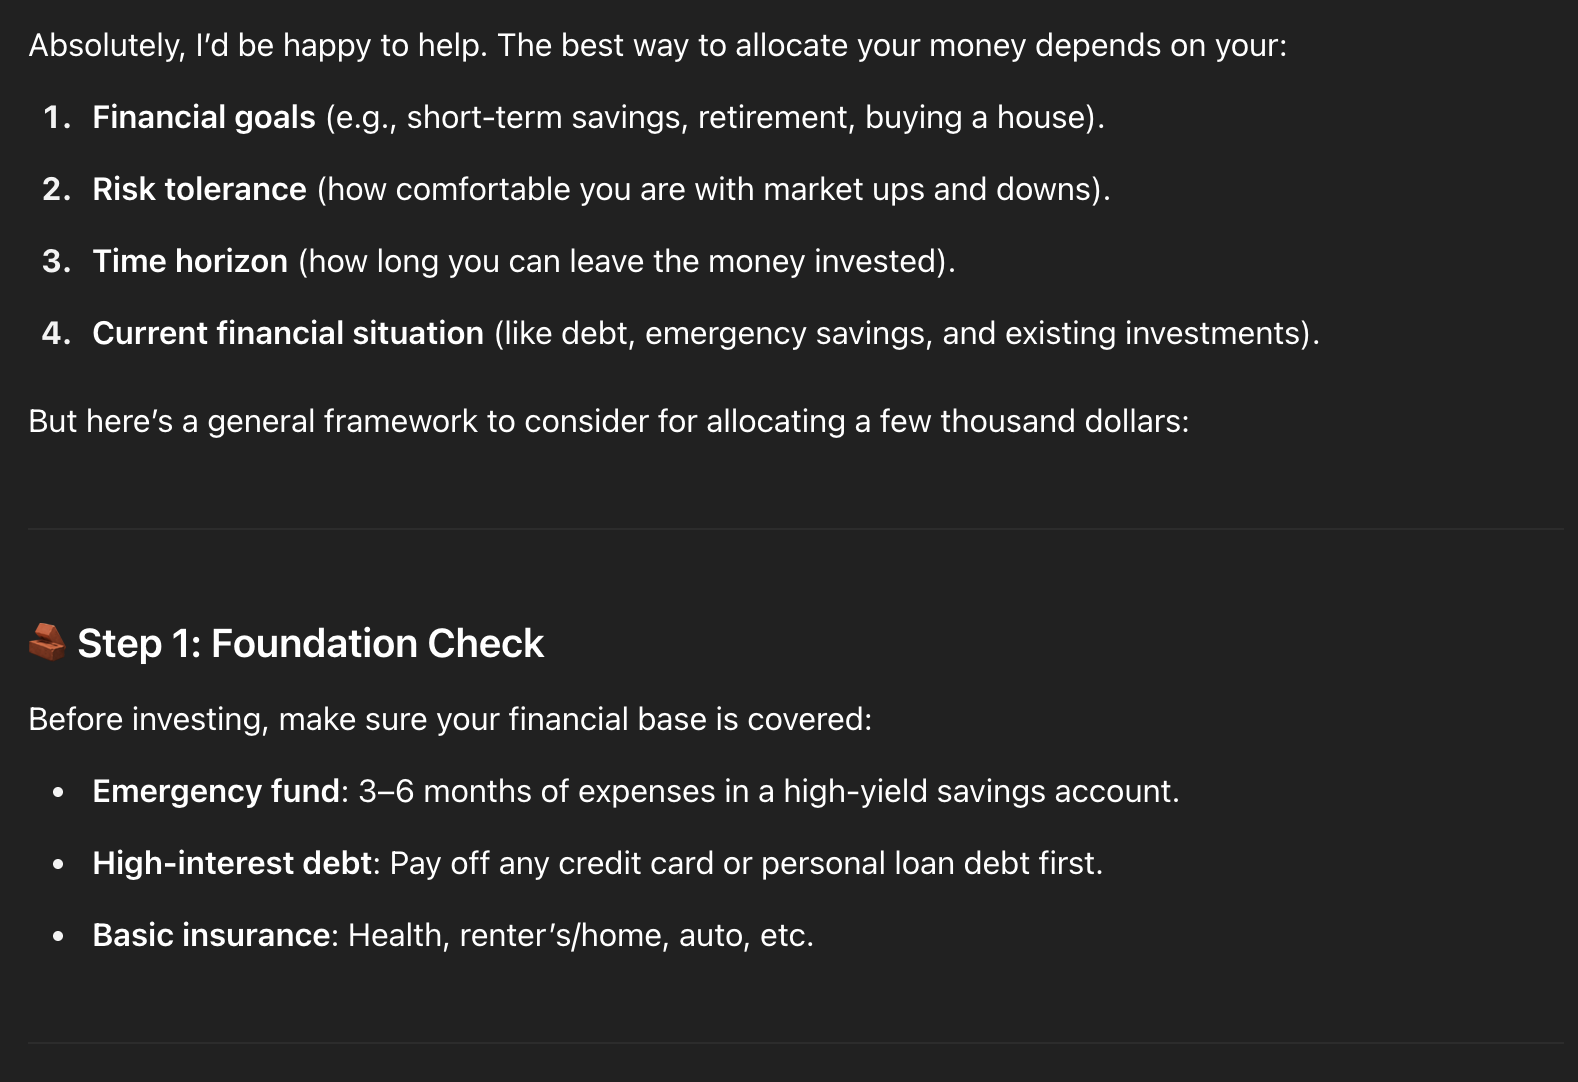 Absolutely, I’d be happy to help. The best way to allocate your money depends on your:
1. Financial goals (e.g., short-term savings, retirement, buying a house).
2. Risk tolerance (how comfortable you are with market ups and downs).
3. Time horizon (how long you can leave the money invested).
4. Current financial situation (like debt, emergency savings, and existing investments).
But here’s a general framework to consider for allocating a few thousand dollars:
🧱 Step 1: Foundation Check
Before investing, make sure your financial base is covered:
• Emergency fund: 3–6 months of expenses in a high-yield savings account.
• High-interest debt: Pay off any credit card or personal loan debt first.
• Basic insurance: Health, renter’s/home, auto, etc.